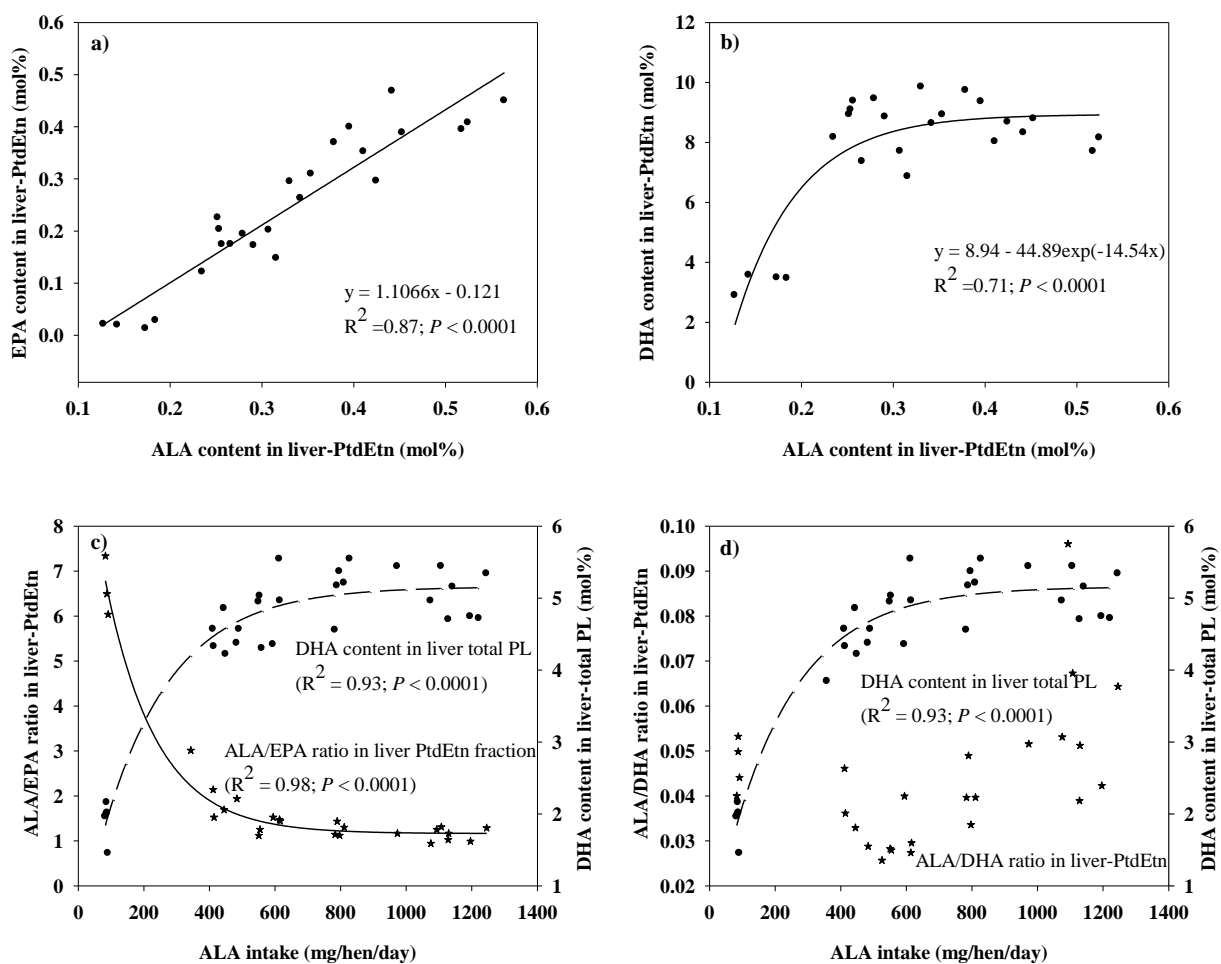 a)
EPA content in liver-PtdEtn (mol%)
0.6
0.5
0.4
0.3
0.2
0.1
0.0
y = 1.1066x - 0.121
R² =0.87; P < 0.0001
0.1 0.2 0.3 0.4 0.5 0.6
ALA content in liver-PtdEtn (mol%)
b)
DHA content in liver-PtdEtn (mol%)
12
10
8
6
4
2
0
y = 8.94 - 44.89exp(-14.54x)
R² =0.71; P < 0.0001
0.1 0.2 0.3 0.4 0.5 0.6
ALA content in liver-PtdEtn (mol%)
c)
ALA/EPA ratio in liver-PtdEtn
8
7
6
5
4
3
2
1
0
DHA content in liver total PL
(R² = 0.93; P < 0.0001)
ALA/EPA ratio in liver PtdEtn fraction
(R² = 0.98; P < 0.0001)
6
5
4
3
2
1
DHA content in liver-total PL (mol%)
0 200 400 600 800 1000 1200 1400
ALA intake (mg/hen/day)
d)
ALA/DHA ratio in liver-PtdEtn
0.10
0.09
0.08
0.07
0.06
0.05
0.04
0.03
0.02
DHA content in liver total PL
(R² = 0.93; P < 0.0001)
ALA/DHA ratio in liver-PtdEtn
6
5
4
3
2
1
DHA content in liver-total PL (mol%)
0 200 400 600 800 1000 1200 1400
ALA intake (mg/hen/day)